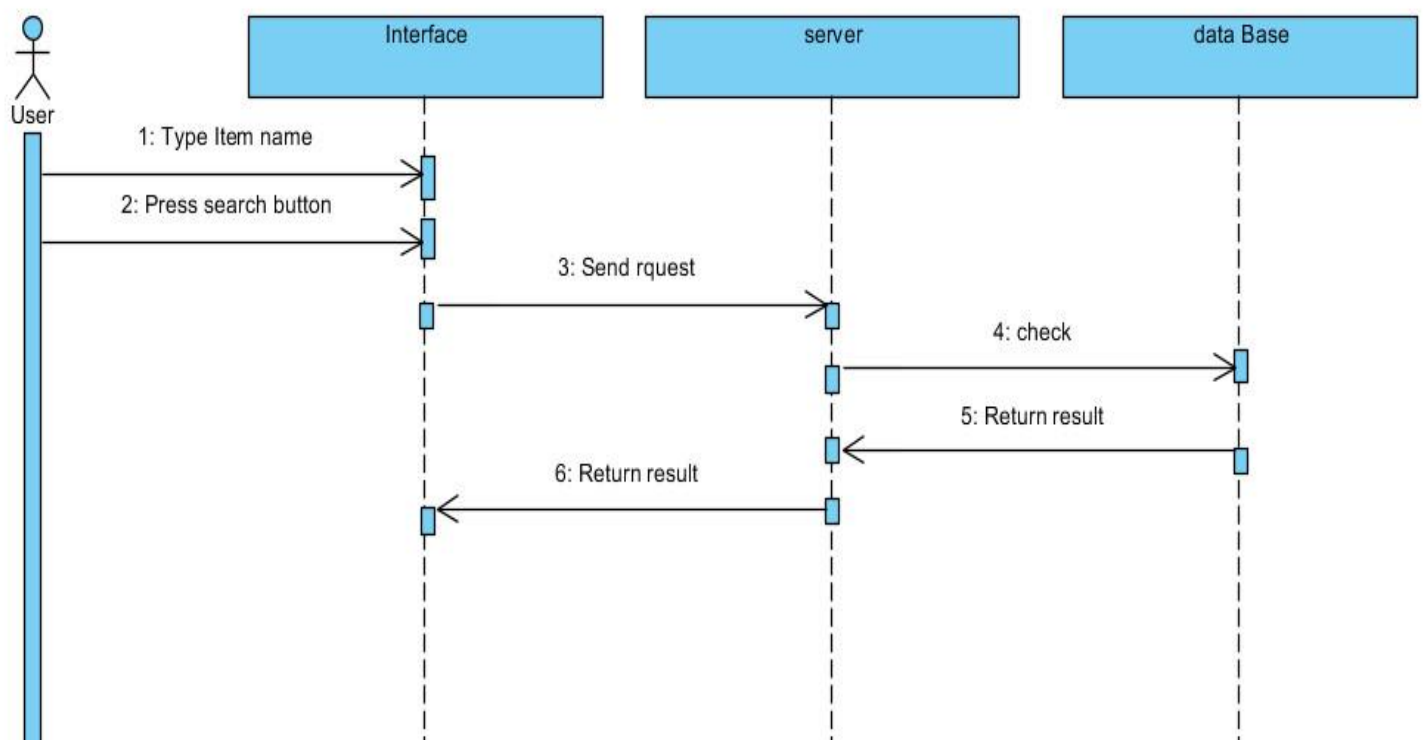 Interface
server
data Base
User
1: Type Item name
2: Press search button
3: Send rquest
4: check
5: Return result
6: Return result